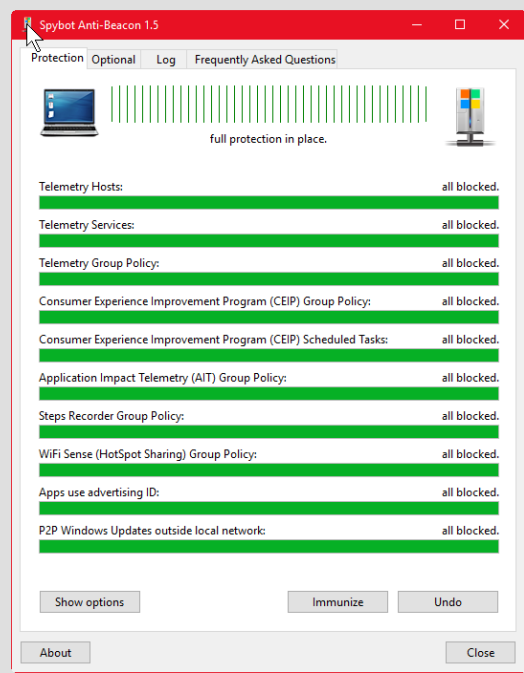 Spybot Anti-Beacon 1.5
Protection Optional Log Frequently Asked Questions
full protection in place.
Telemetry Hosts: all blocked.
Telemetry Services: all blocked.
Telemetry Group Policy: all blocked.
Consumer Experience Improvement Program (CEIP) Group Policy: all blocked.
Consumer Experience Improvement Program (CEIP) Scheduled Tasks: all blocked.
Application Impact Telemetry (AIT) Group Policy: all blocked.
Steps Recorder Group Policy: all blocked.
WiFi Sense (HotSpot Sharing) Group Policy: all blocked.
Apps use advertising ID: all blocked.
P2P Windows Updates outside local network: all blocked.
Show options Immunize Undo
About Close